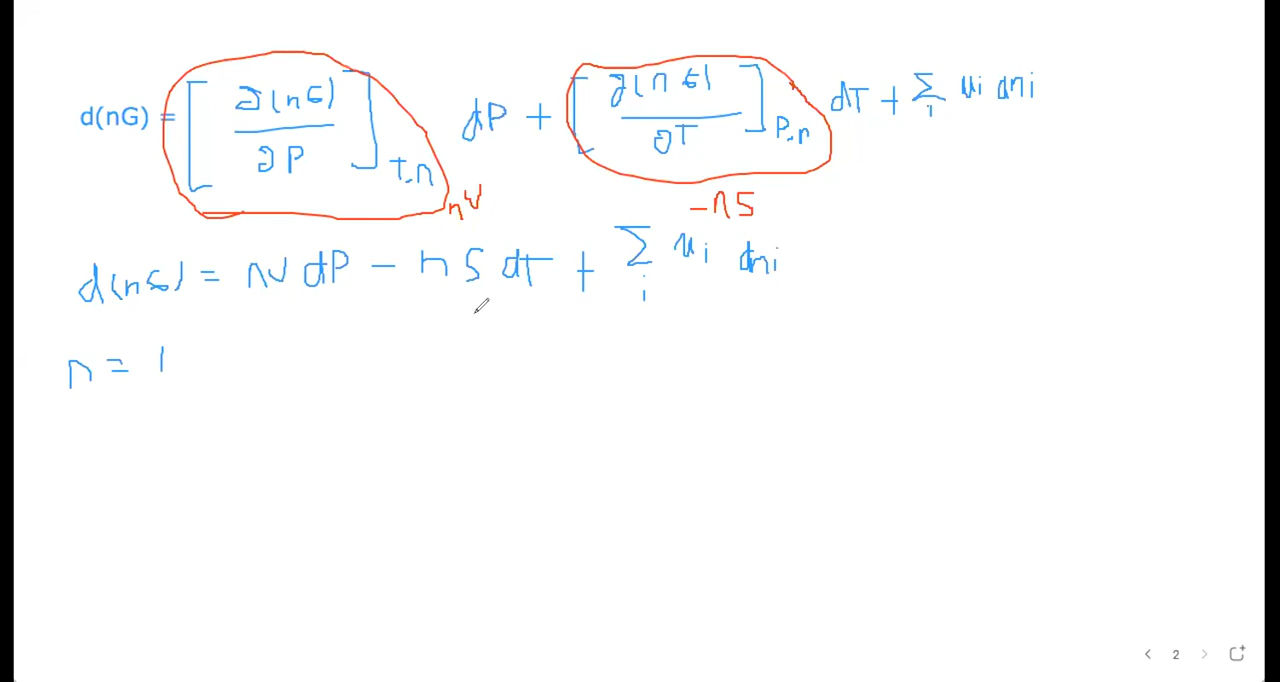 d(nG) = [ ∂(nG) / ∂P ]T,n dP + [ ∂(nG) / ∂T ]P,n dT + Σi μi dni
nV
-nS
d(nG) = nV dP - nS dT + Σi μi dni
n = 1
2